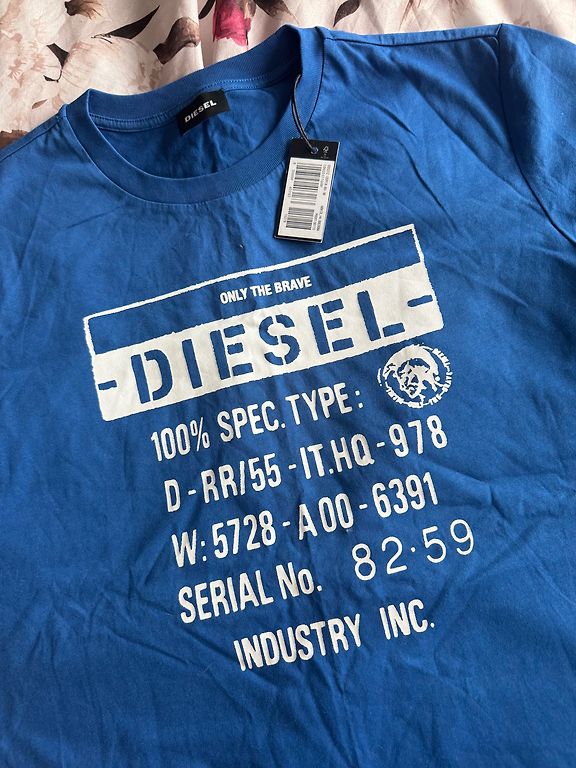 DIESEL
ONLY THE BRAVE
-DIESEL-
100% SPEC. TYPE:
D-RR/55-IT.HQ-978
W:5728-A00-6391
SERIAL No. 82·59
INDUSTRY INC.